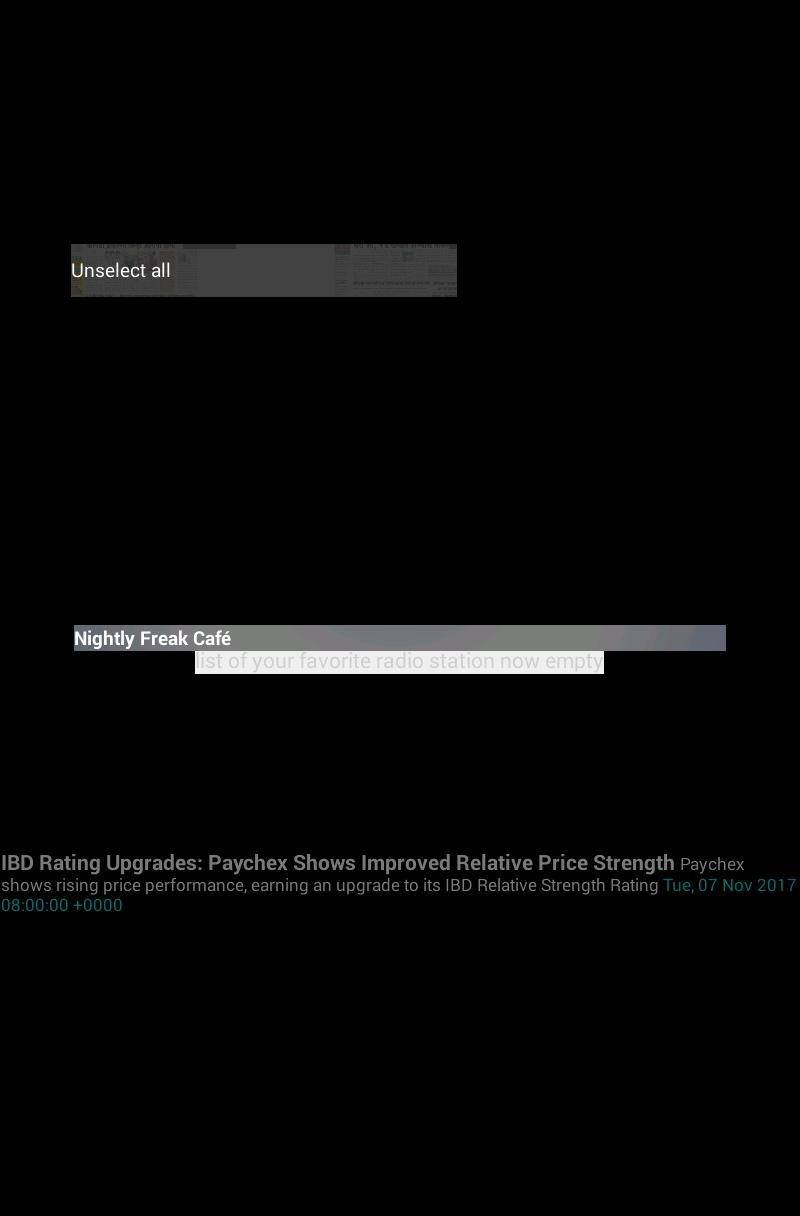 Unselect all
Nightly Freak Café
list of your favorite radio station now empty
IBD Rating Upgrades: Paychex Shows Improved Relative Price Strength Paychex
shows rising price performance, earning an upgrade to its IBD Relative Strength Rating Tue, 07 Nov 2017
08:00:00 +0000